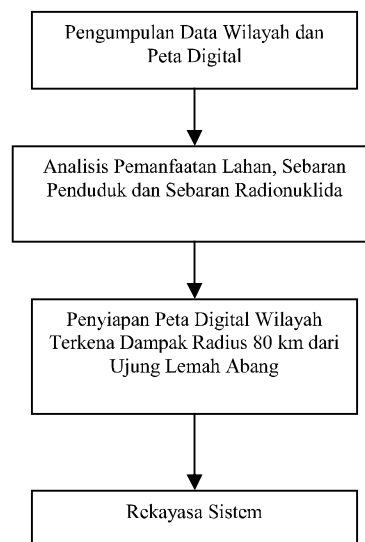 Pengumpulan Data Wilayah dan
Peta Digital
Analisis Pemanfaatan Lahan, Sebaran
Penduduk dan Sebaran Radionuklida
Penyiapan Peta Digital Wilayah
Terkena Dampak Radius 80 km dari
Ujung Lemah Abang
Rekayasa Sistem